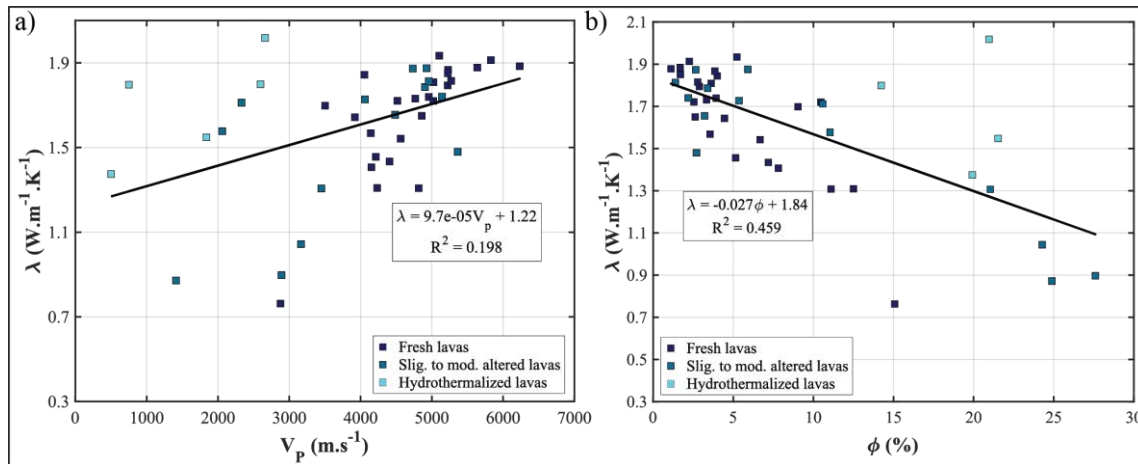 a)
λ (W.m⁻¹.K⁻¹)
1.9
1.5
1.1
0.7
0.3
0
1000
2000
3000
4000
5000
6000
7000
V_P (m.s⁻¹)
λ = 9.7e-05V_p + 1.22
R² = 0.198
Fresh lavas
Slig. to mod. altered lavas
Hydrothermalized lavas
b)
λ (W.m⁻¹.K⁻¹)
2.1
1.9
1.7
1.5
1.3
1.1
0.9
0.7
0.5
0.3
0
5
10
15
20
25
30
ϕ (%)
λ = -0.027ϕ + 1.84
R² = 0.459
Fresh lavas
Slig. to mod. altered lavas
Hydrothermalized lavas